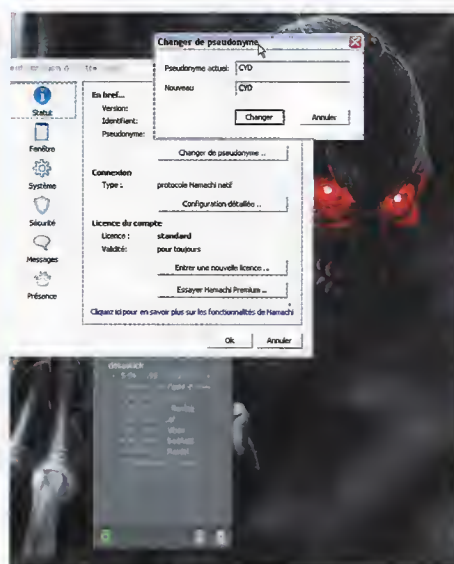 Changer de pseudonyme
Pseudonyme actuel: CYD
Nouveau CYD
Changer Annuler
Statut
Fenêtre
Système
Sécurité
Messages
Présence
En bref...
Version:
Identifiant:
Pseudonyme:
Changer de pseudonyme ...
Connexion
Type : protocole Hamachi natif
Configuration détaillée ...
Licence du compte
Licence : standard
Validité: pour toujours
Entrer une nouvelle licence ...
Essayer Hamachi Premium ...
Cliquez ici pour en savoir plus sur les fonctionnalités de Hamachi
Ok Annuler